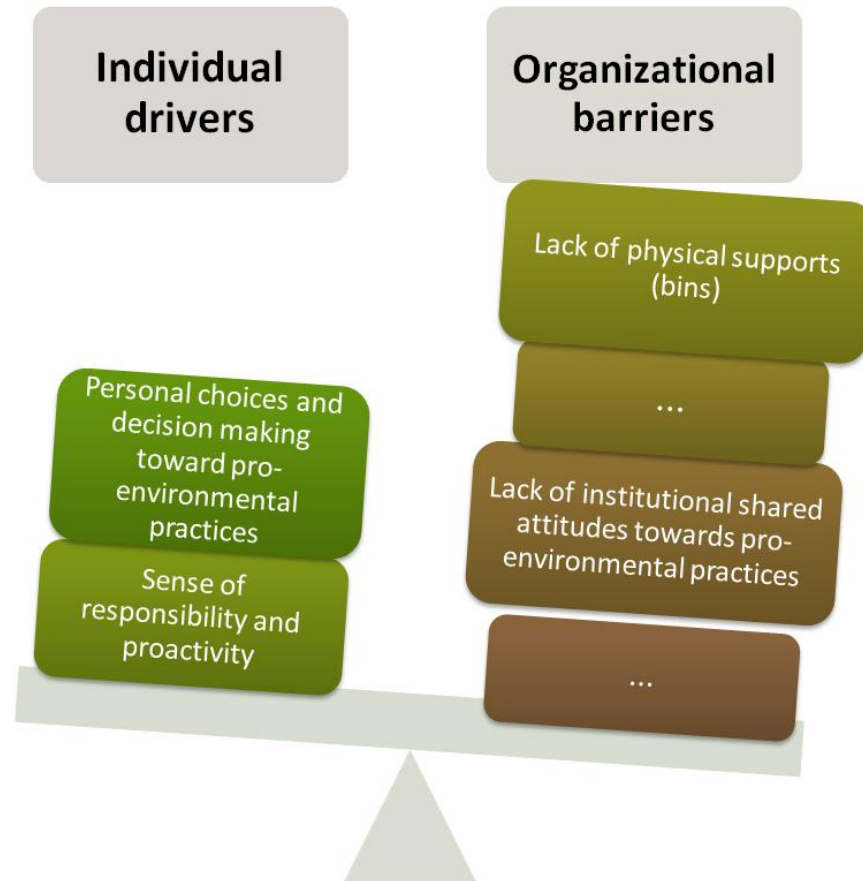 Individual
drivers
Organizational
barriers
Personal choices and
decision making
toward pro-
environmental
practices
Sense of
responsibility and
proactivity
Lack of physical supports
(bins)
...
Lack of institutional shared
attitudes towards pro-
environmental practices
...